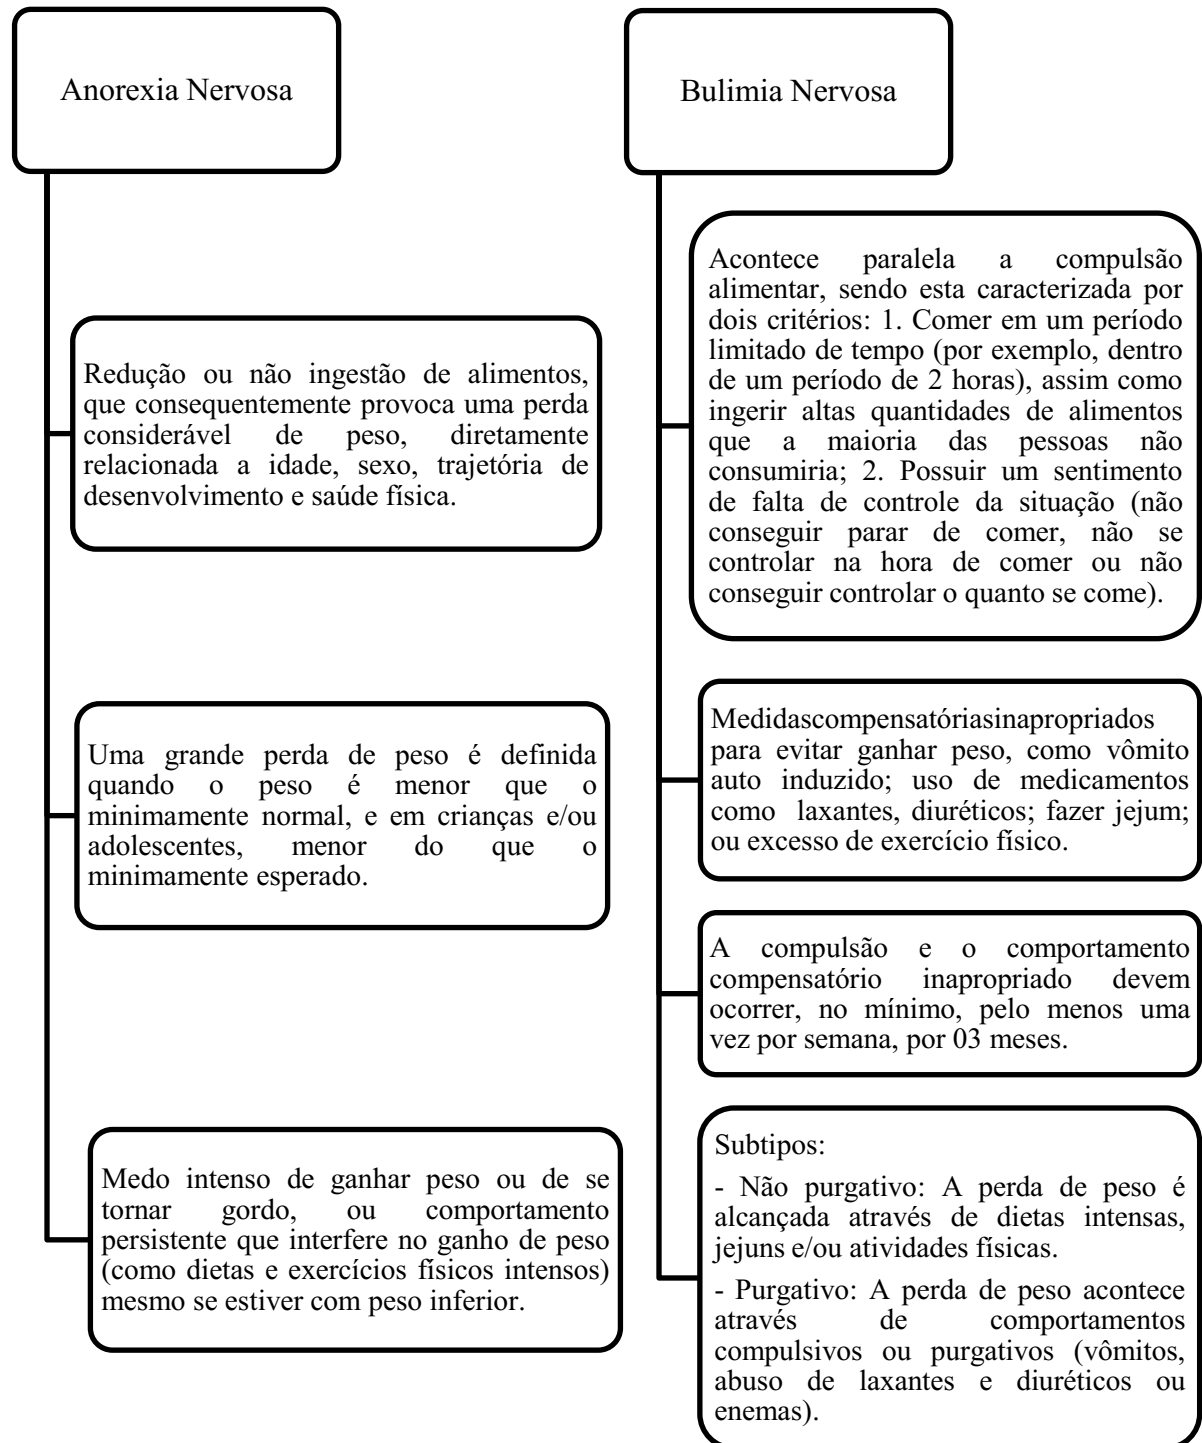 Anorexia Nervosa
Redução ou não ingestão de alimentos,
que consequentemente provoca uma perda
considerável de peso, diretamente
relacionada a idade, sexo, trajetória de
desenvolvimento e saúde física.
Uma grande perda de peso é definida
quando o peso é menor que o
minimamente normal, e em crianças e/ou
adolescentes, menor do que o
minimamente esperado.
Medo intenso de ganhar peso ou de se
tornar gordo, ou comportamento
persistente que interfere no ganho de peso
(como dietas e exercícios físicos intensos)
mesmo se estiver com peso inferior.
Bulimia Nervosa
Acontece paralela a compulsão
alimentar, sendo esta caracterizada por
dois critérios: 1. Comer em um período
limitado de tempo (por exemplo, dentro
de um período de 2 horas), assim como
ingerir altas quantidades de alimentos
que a maioria das pessoas não
consumiria; 2. Possuir um sentimento
de falta de controle da situação (não
conseguir parar de comer, não se
controlar na hora de comer ou não
conseguir controlar o quanto se come).
Medidascompensatóriasinapropriados
para evitar ganhar peso, como vômito
auto induzido; uso de medicamentos
como laxantes, diuréticos; fazer jejum;
ou excesso de exercício físico.
A compulsão e o comportamento
compensatório inapropriado devem
ocorrer, no mínimo, pelo menos uma
vez por semana, por 03 meses.
Subtipos:
- Não purgativo: A perda de peso é
alcançada através de dietas intensas,
jejuns e/ou atividades físicas.
- Purgativo: A perda de peso acontece
através de comportamentos
compulsivos ou purgativos (vômitos,
abuso de laxantes e diuréticos ou
enemas).